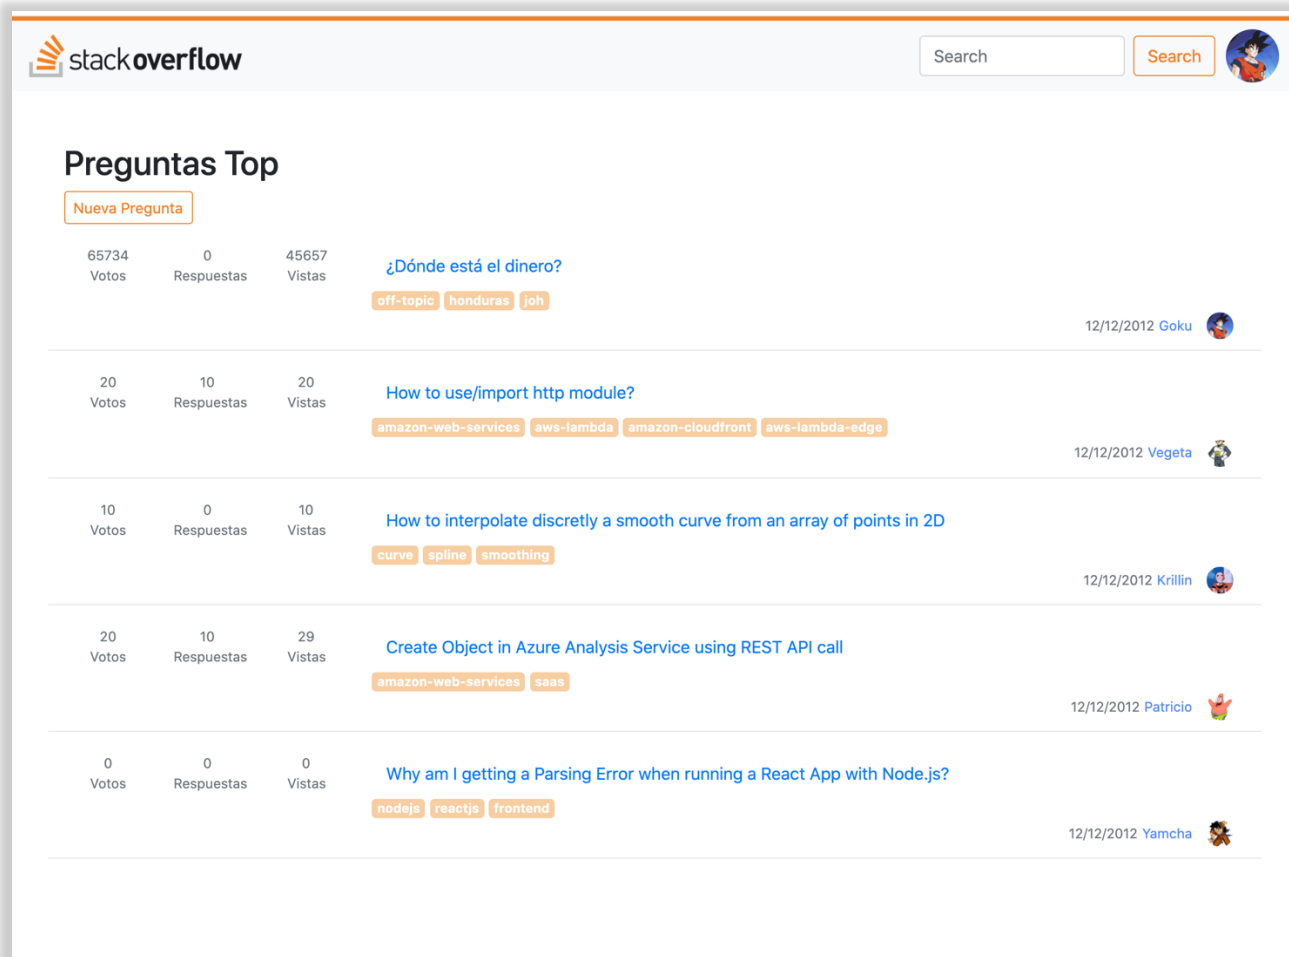 stackoverflow
Search Search
Preguntas Top
Nueva Pregunta
65734 0 45657
Votos Respuestas Vistas
¿Dónde está el dinero?
off-topic honduras joh
12/12/2012 Goku
20 10 20
Votos Respuestas Vistas
How to use/import http module?
amazon-web-services aws-lambda amazon-cloudfront aws-lambda-edge
12/12/2012 Vegeta
10 0 10
Votos Respuestas Vistas
How to interpolate discretly a smooth curve from an array of points in 2D
curve spline smoothing
12/12/2012 Krillin
20 10 29
Votos Respuestas Vistas
Create Object in Azure Analysis Service using REST API call
amazon-web-services saas
12/12/2012 Patricio
0 0 0
Votos Respuestas Vistas
Why am I getting a Parsing Error when running a React App with Node.js?
nodejs reactjs frontend
12/12/2012 Yamcha